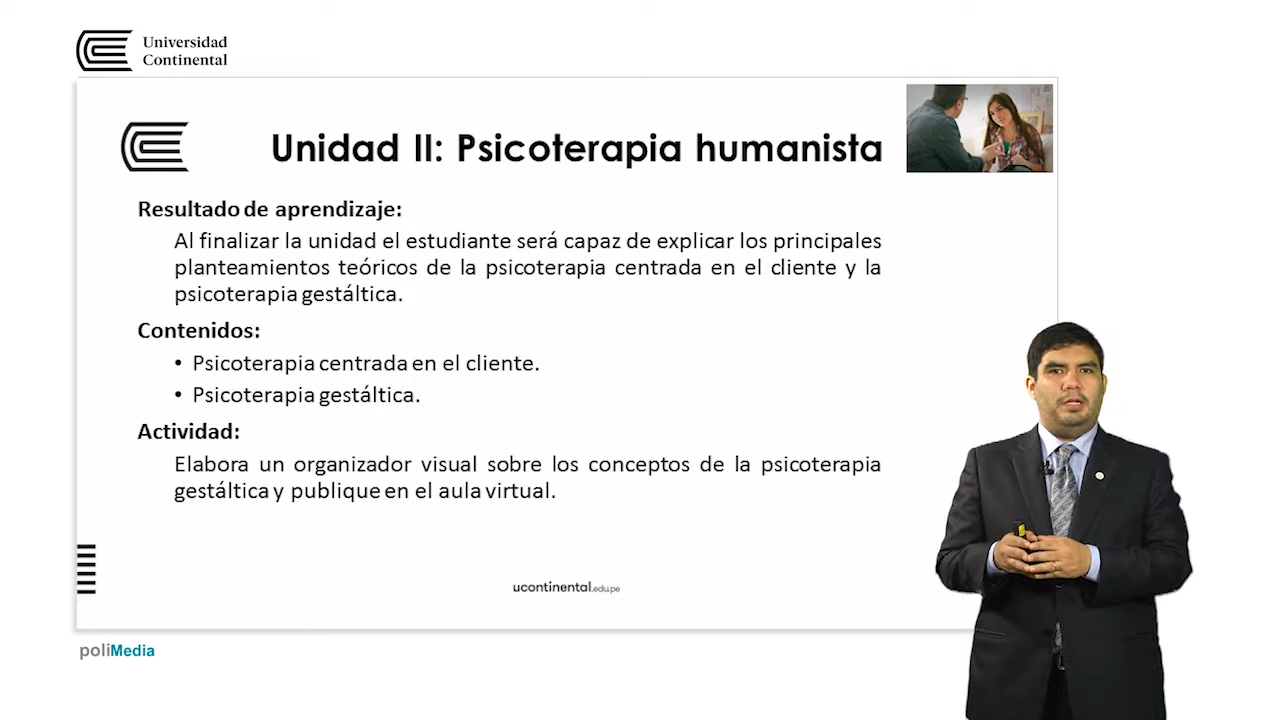 Universidad
Continental
Unidad II: Psicoterapia humanista
Resultado de aprendizaje:
Al finalizar la unidad el estudiante será capaz de explicar los principales
planteamientos teóricos de la psicoterapia centrada en el cliente y la
psicoterapia gestáltica.
Contenidos:
• Psicoterapia centrada en el cliente.
• Psicoterapia gestáltica.
Actividad:
Elabora un organizador visual sobre los conceptos de la psicoterapia
gestáltica y publique en el aula virtual.
ucontinental.edu.pe
poliMedia